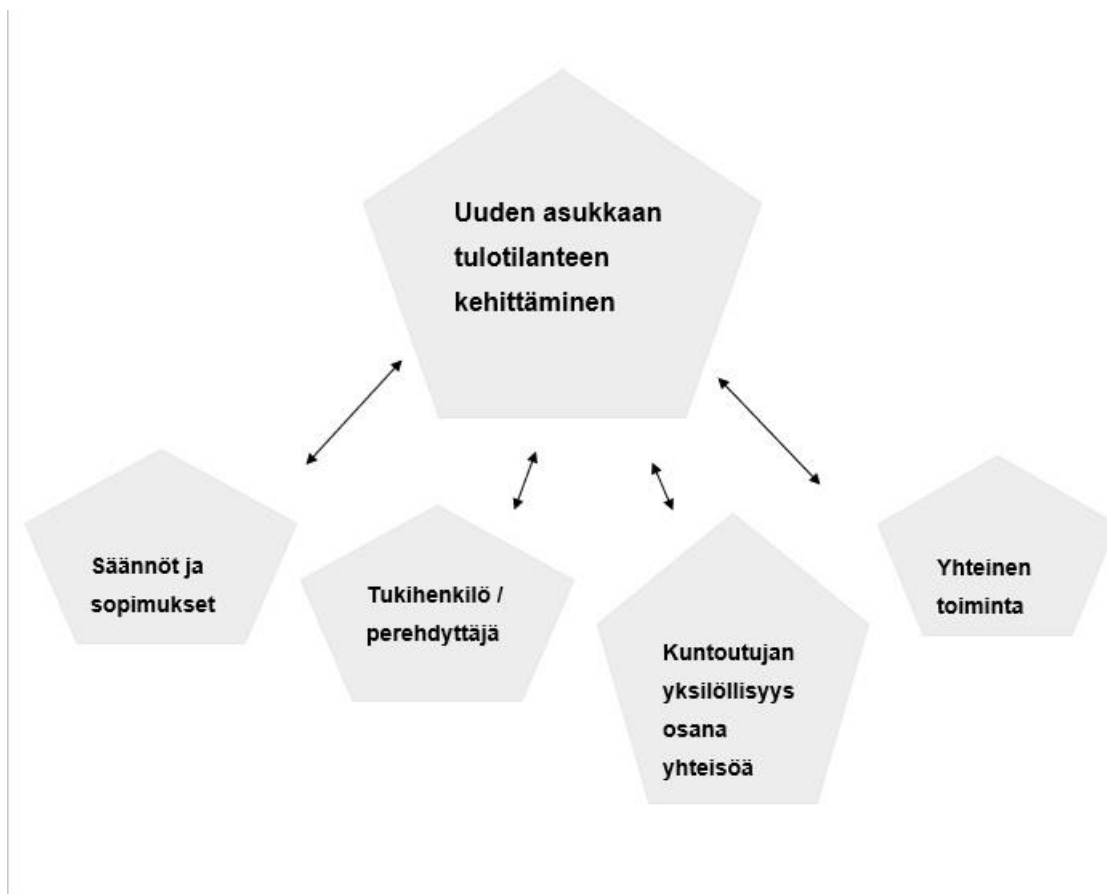 Uuden asukkaan
tulotilanteen
kehittäminen
Säännöt ja
sopimukset
Tukihenkilö /
perehdyttäjä
Kuntoutujan
yksilöllisyys
osana
yhteisöä
Yhteinen
toiminta